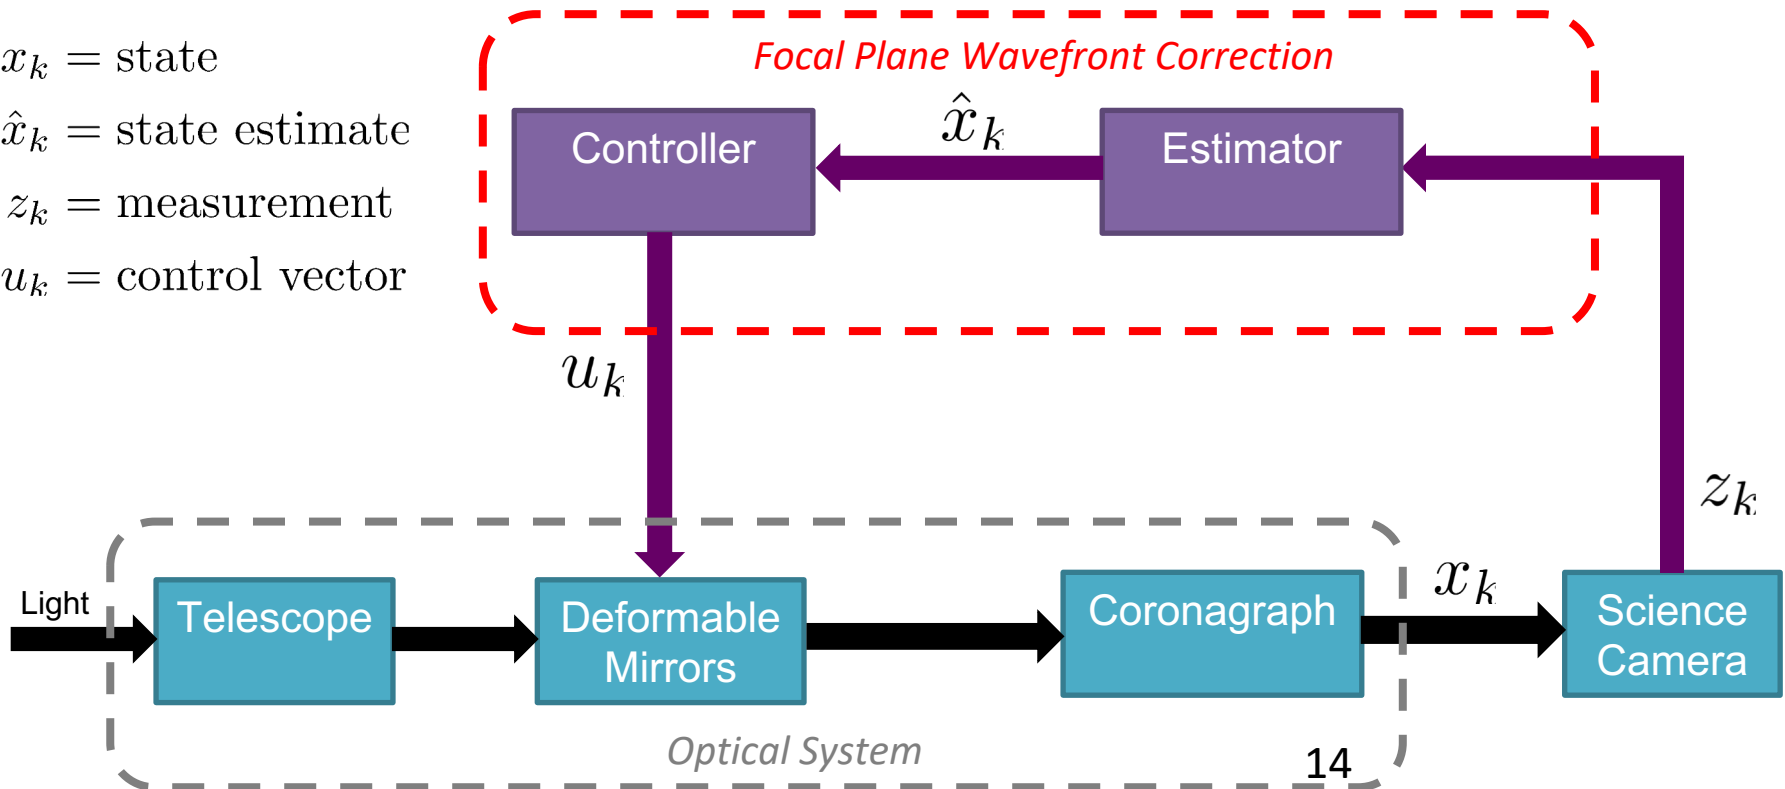 x_k = state
x̂_k = state estimate
z_k = measurement
u_k = control vector
Focal Plane Wavefront Correction
Controller
x̂_k
Estimator
u_k
z_k
Light
Telescope
Deformable
Mirrors
Coronagraph
x_k
Science
Camera
Optical System
14